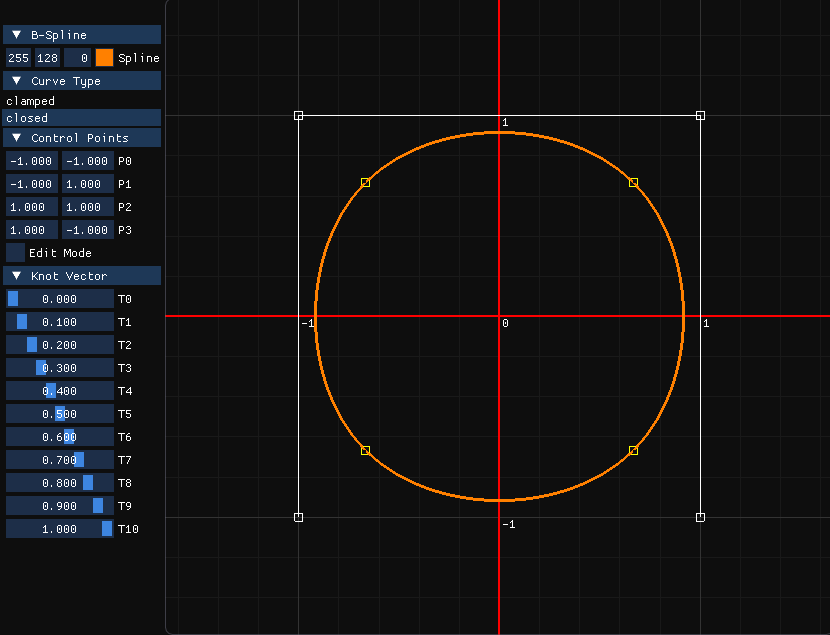 B-Spline
255 128 0 Spline
Curve Type
clamped
closed
Control Points
-1.000 -1.000 P0
-1.000 1.000 P1
1.000 1.000 P2
1.000 -1.000 P3
Edit Mode
Knot Vector
0.000 T0
0.100 T1
0.200 T2
0.300 T3
0.400 T4
0.500 T5
0.600 T6
0.700 T7
0.800 T8
0.900 T9
1.000 T10
1
-1 0 1
-1